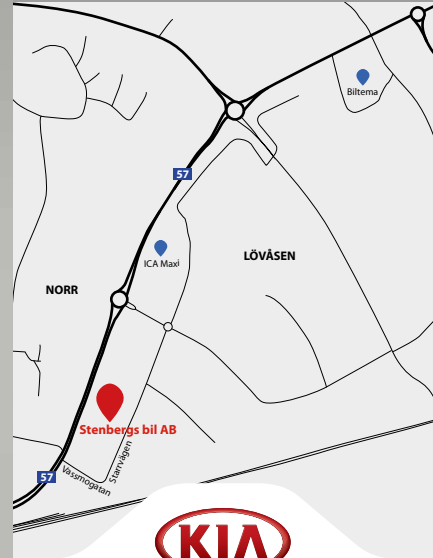 Biltema
57
LÖVÅSEN
ICA Maxi
NORR
Stenbergs bil AB
Starrvägen
57
Vassmogatan
KIA